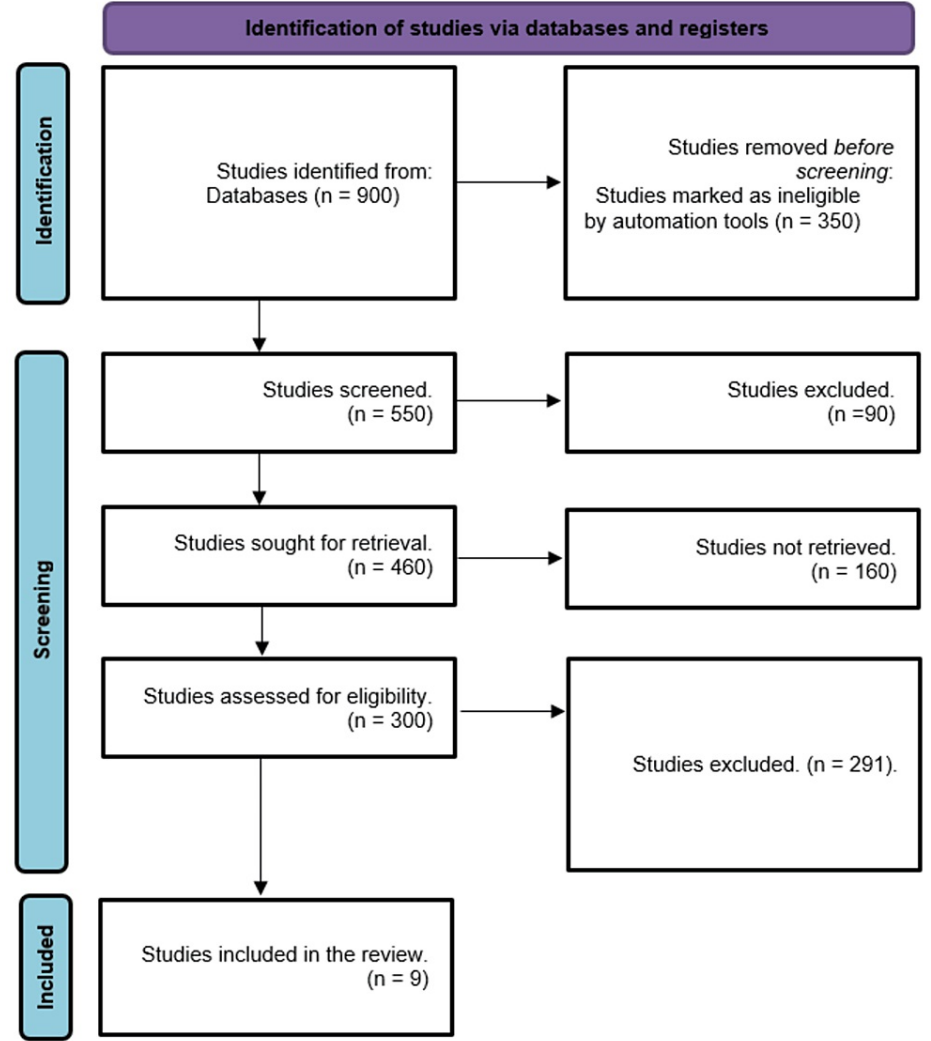 Identification of studies via databases and registers
Identification
Studies identified from:
Databases (n = 900)
Studies removed before
screening:
Studies marked as ineligible
by automation tools (n = 350)
Screening
Studies screened.
(n = 550)
Studies excluded.
(n =90)
Studies sought for retrieval.
(n = 460)
Studies not retrieved.
(n = 160)
Studies assessed for eligibility.
(n = 300)
Studies excluded. (n = 291).
Included
Studies included in the review.
(n = 9)